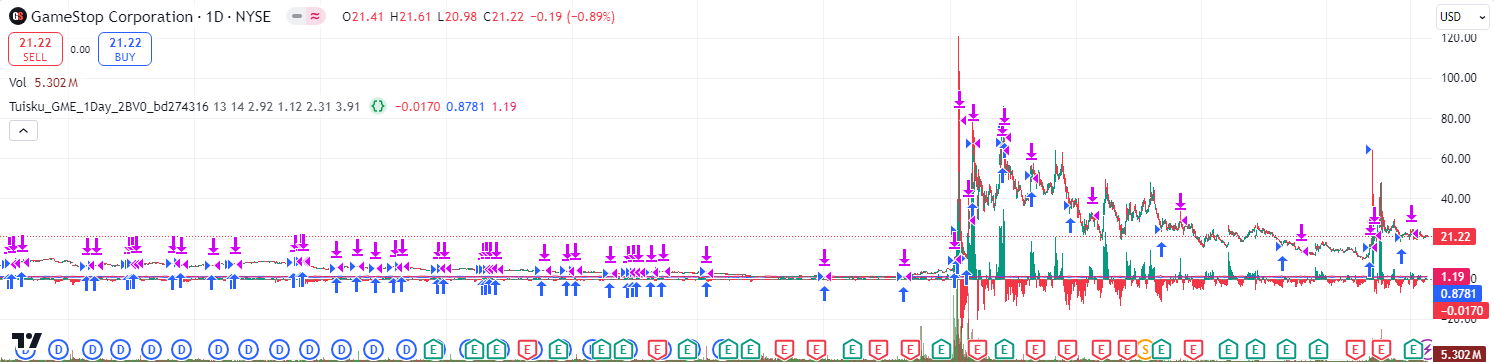 GameStop Corporation · 1D · NYSE O21.41 H21.61 L20.98 C21.22 −0.19 (−0.89%)
USD
21.22 SELL 0.00 21.22 BUY
Vol 5.302 M
Tuisku_GME_1Day_2BV0_bd274316 13 14 2.92 1.12 2.31 3.91 {} −0.0170 0.8781 1.19
120.00
100.00
80.00
60.00
40.00
21.22
1.19
0.8781
−0.0170
5.302 M
D D D D D D D D D D D D D E E E E D E E E E E E E E E E E E E E E E E E S E E E E E E E E